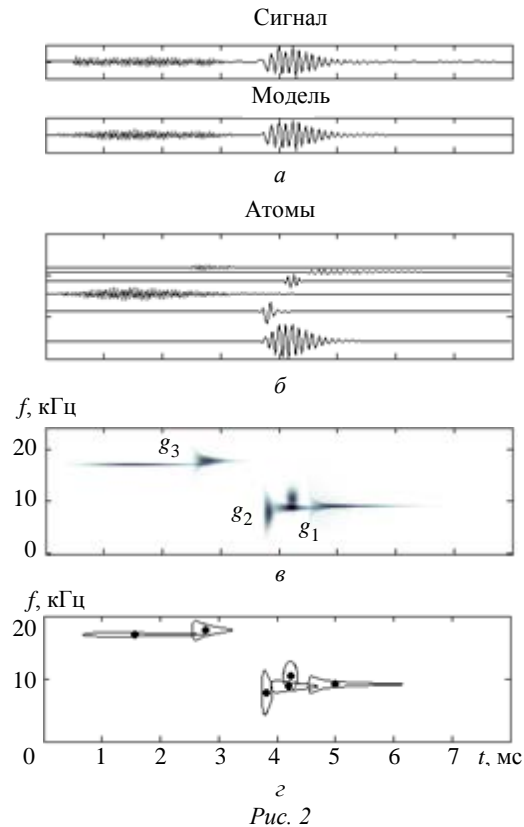 Сигнал
Модель
а
Атомы
б
f, кГц
20
g3
10
g2
g1
0
в
f, кГц
20
10
0 1 2 3 4 5 6 7 t, мс
г
Рис. 2